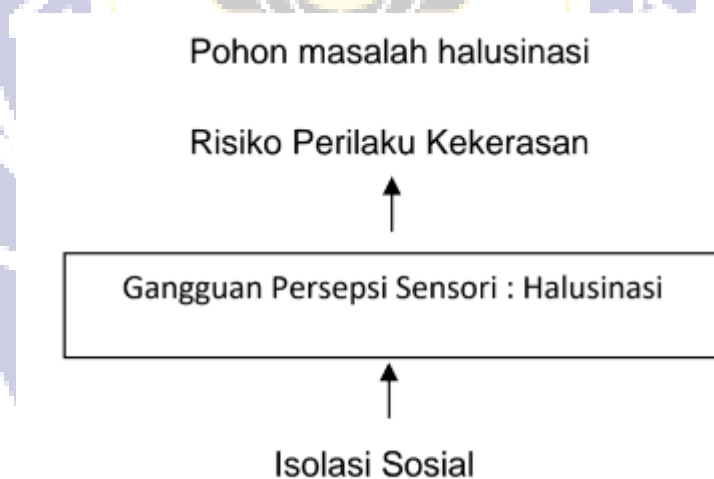 Pohon masalah halusinasi
Risiko Perilaku Kekerasan
Gangguan Persepsi Sensori : Halusinasi
Isolasi Sosial